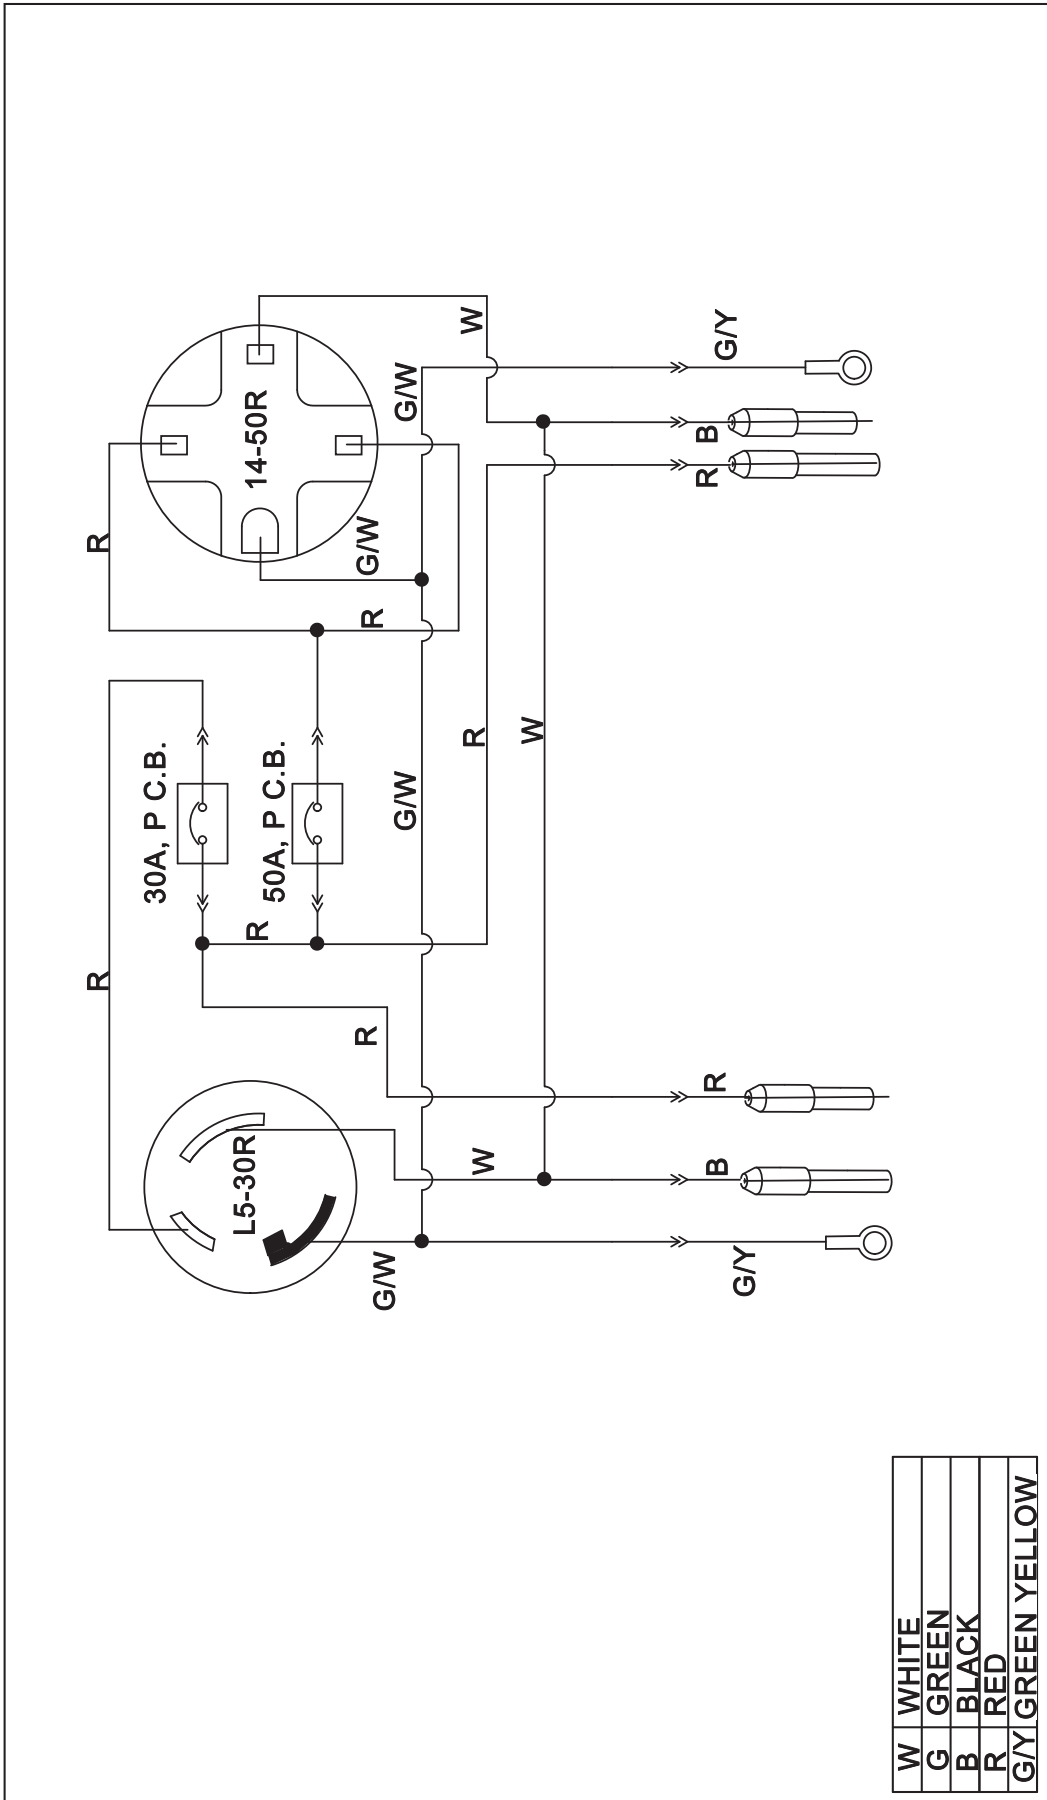 R
R
30A, P C.B.
L5-30R
R
50A, P C.B.
14-50R
R
R
G/W
G/W
G/W
G/W
W
R
W
W
G/Y
B
R
R
B
G/Y
W WHITE
G GREEN
B BLACK
R RED
G/Y GREEN YELLOW